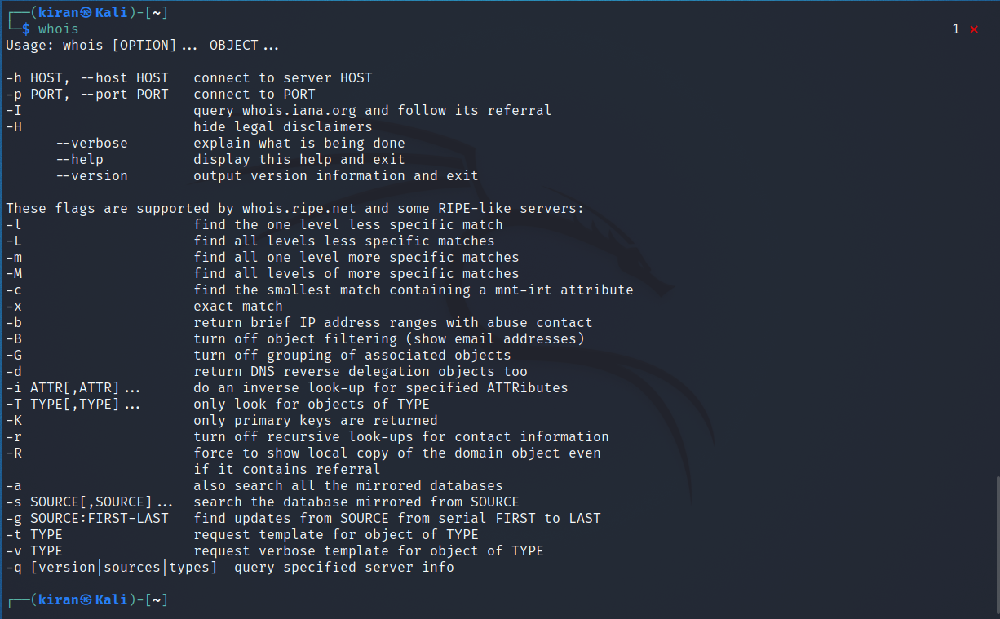 ┌──(kiran㉿Kali)-[~]
└─$ whois 1 ⨯
Usage: whois [OPTION]... OBJECT...

-h HOST, --host HOST   connect to server HOST
-p PORT, --port PORT   connect to PORT
-I                     query whois.iana.org and follow its referral
-H                     hide legal disclaimers
      --verbose        explain what is being done
      --help           display this help and exit
      --version        output version information and exit

These flags are supported by whois.ripe.net and some RIPE-like servers:
-l                     find the one level less specific match
-L                     find all levels less specific matches
-m                     find all one level more specific matches
-M                     find all levels of more specific matches
-c                     find the smallest match containing a mnt-irt attribute
-x                     exact match
-b                     return brief IP address ranges with abuse contact
-B                     turn off object filtering (show email addresses)
-G                     turn off grouping of associated objects
-d                     return DNS reverse delegation objects too
-i ATTR[,ATTR]...      do an inverse look-up for specified ATTRibutes
-T TYPE[,TYPE]...      only look for objects of TYPE
-K                     only primary keys are returned
-r                     turn off recursive look-ups for contact information
-R                     force to show local copy of the domain object even
                       if it contains referral
-a                     also search all the mirrored databases
-s SOURCE[,SOURCE]...  search the database mirrored from SOURCE
-g SOURCE:FIRST-LAST   find updates from SOURCE from serial FIRST to LAST
-t TYPE                request template for object of TYPE
-v TYPE                request verbose template for object of TYPE
-q [version|sources|types]  query specified server info

┌──(kiran㉿Kali)-[~]